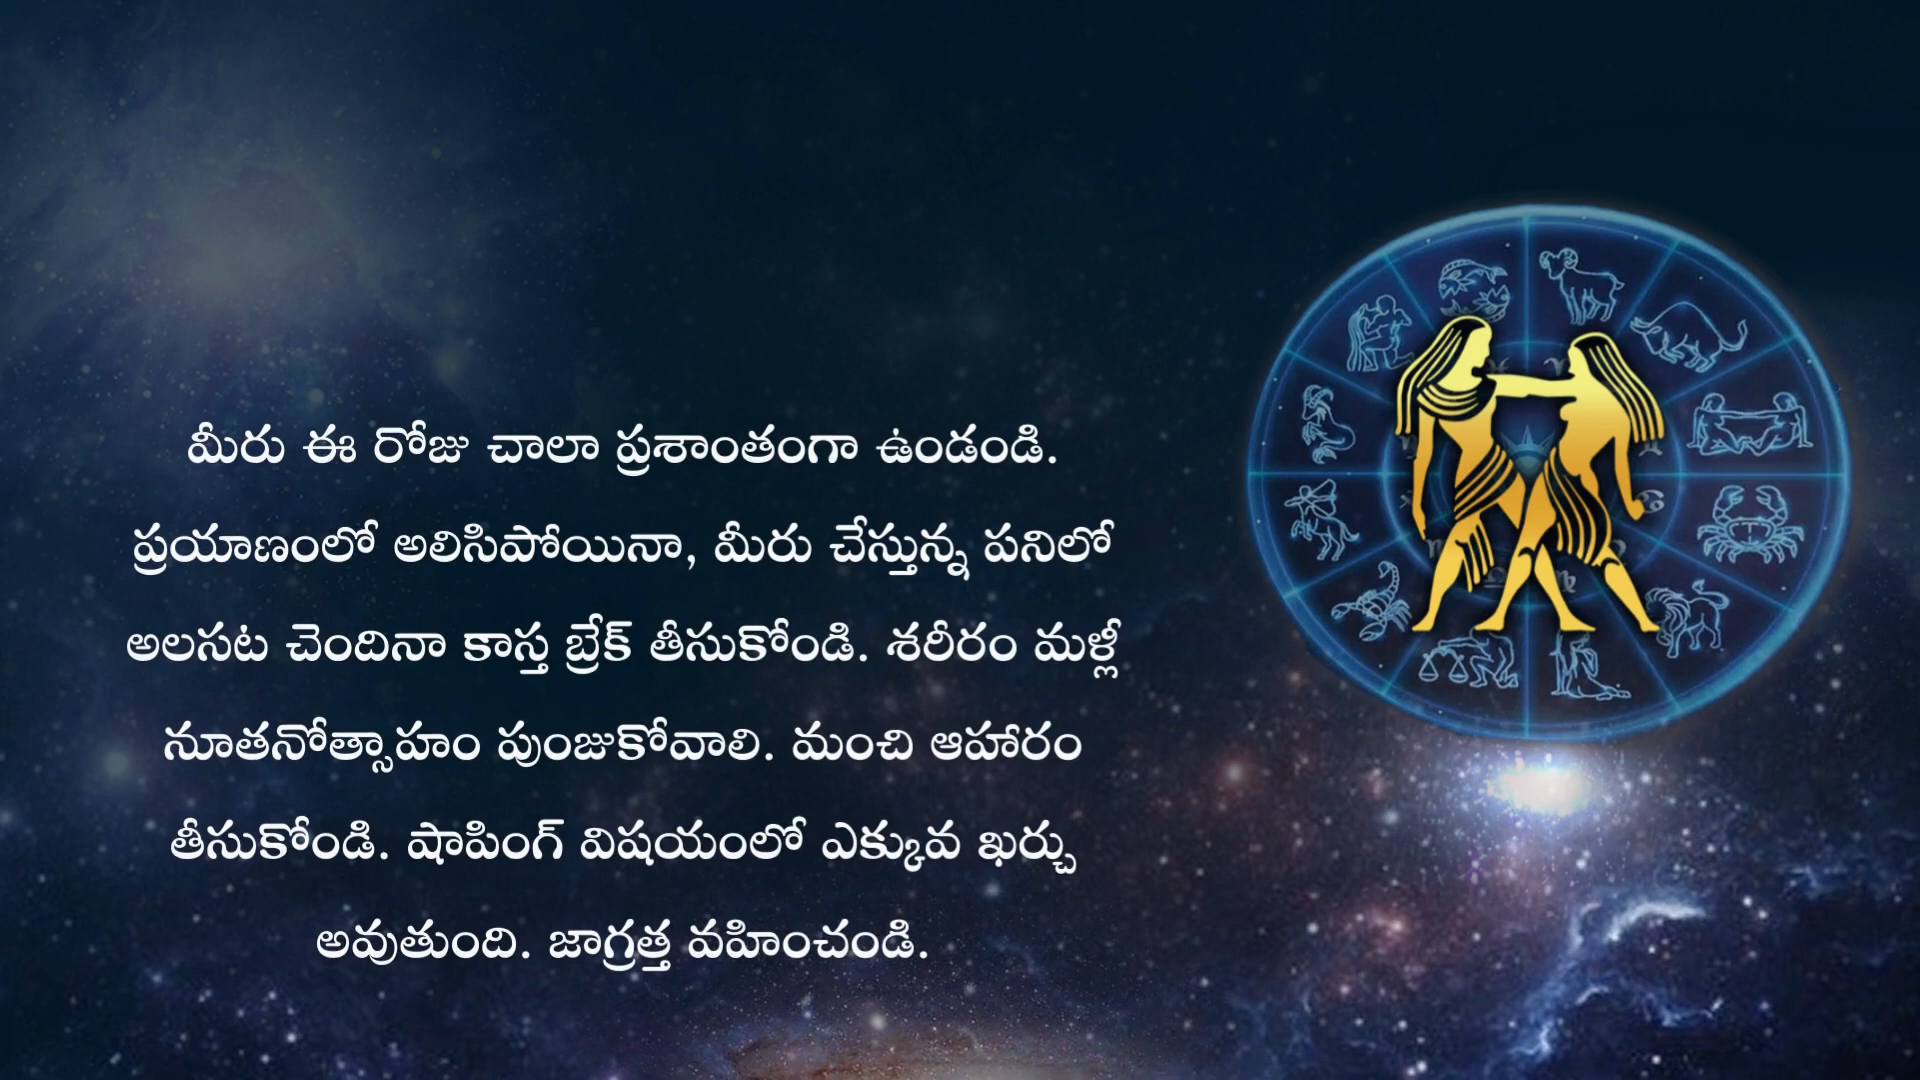 మీరు ఈ రోజు చాలా ప్రశాంతంగా ఉండండి.
ప్రయాణంలో అలిసిపోయినా, మీరు చేస్తున్న పనిలో
అలసట చెందినా కాస్త బ్రేక్ తీసుకోండి. శరీరం మళ్లీ
నూతనోత్సాహం పుంజుకోవాలి. మంచి ఆహారం
తీసుకోండి. షాపింగ్ విషయంలో ఎక్కువ ఖర్చు
అవుతుంది. జాగ్రత్త వహించండి.